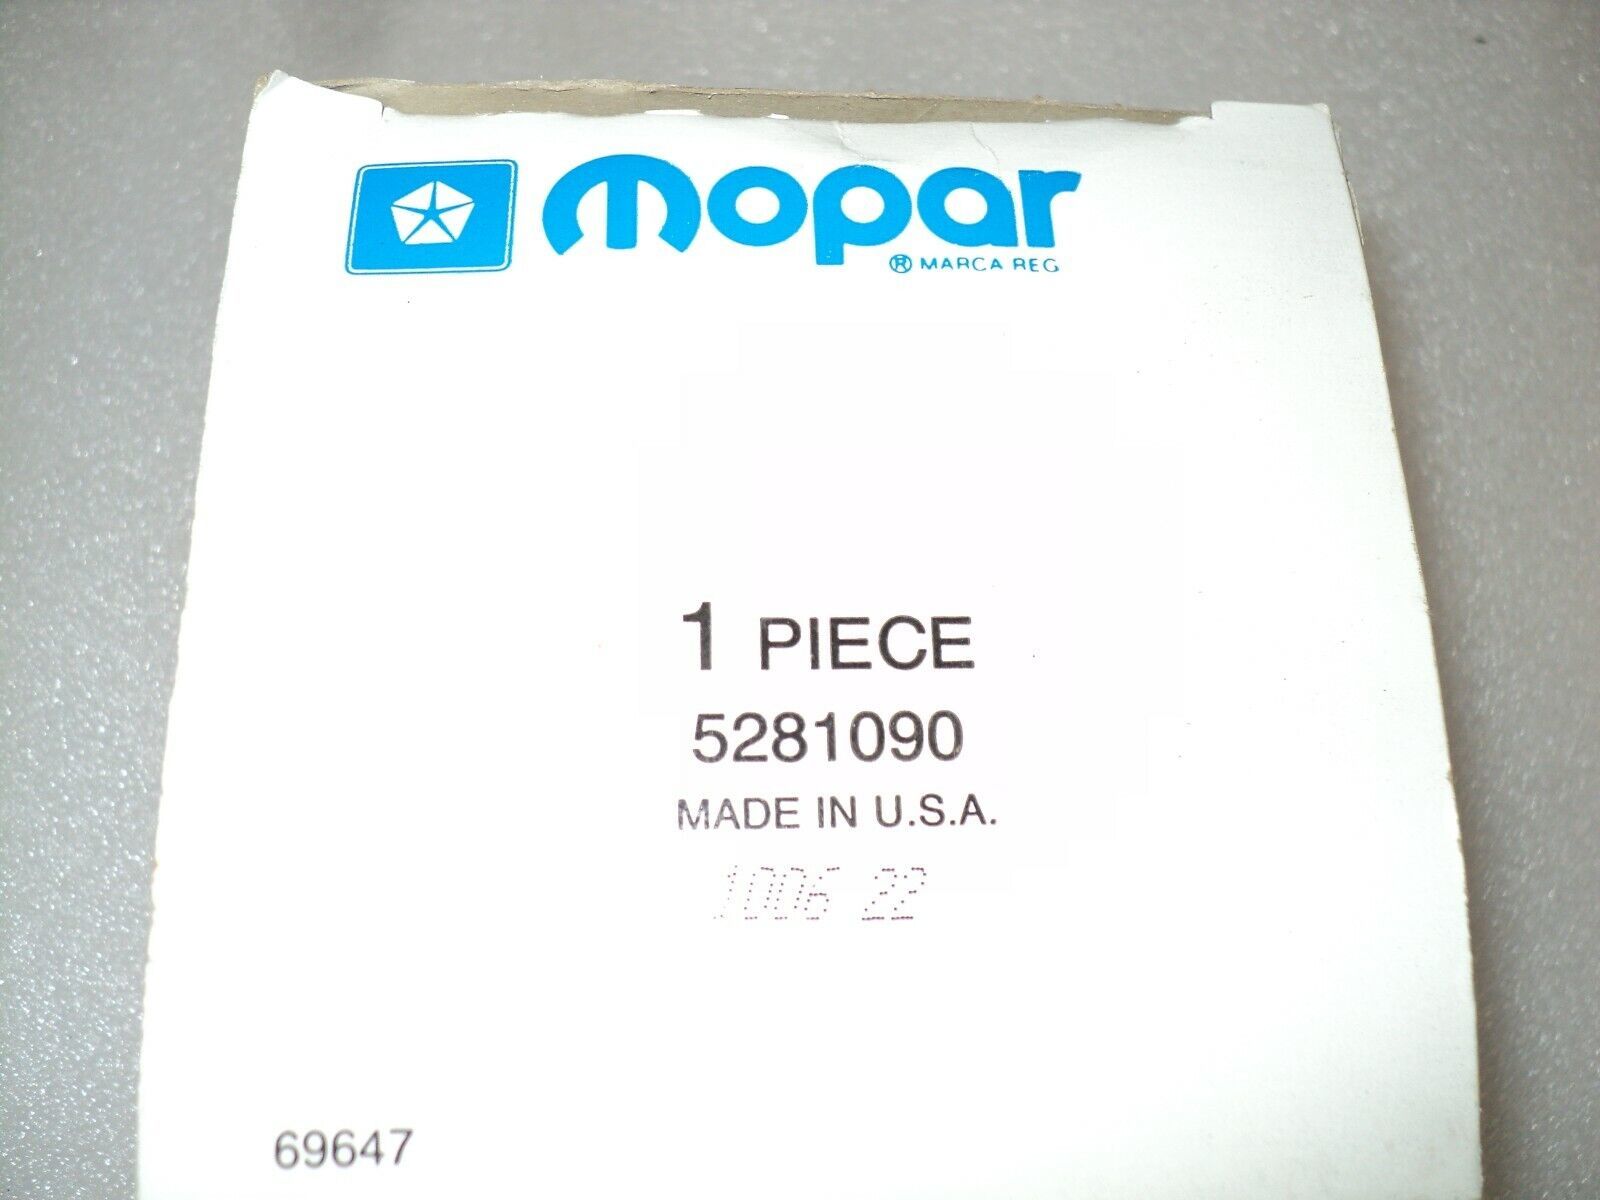 mopar
® MARCA REG
1 PIECE
5281090
MADE IN U.S.A.
1006 22
69647